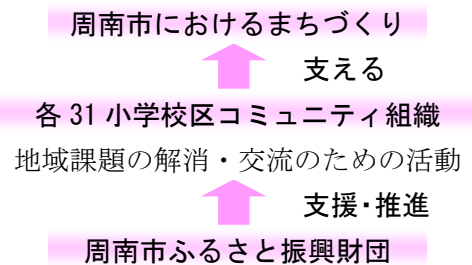 周南市におけるまちづくり
支える
各31小学校区コミュニティ組織
地域課題の解消・交流のための活動
支援・推進
周南市ふるさと振興財団